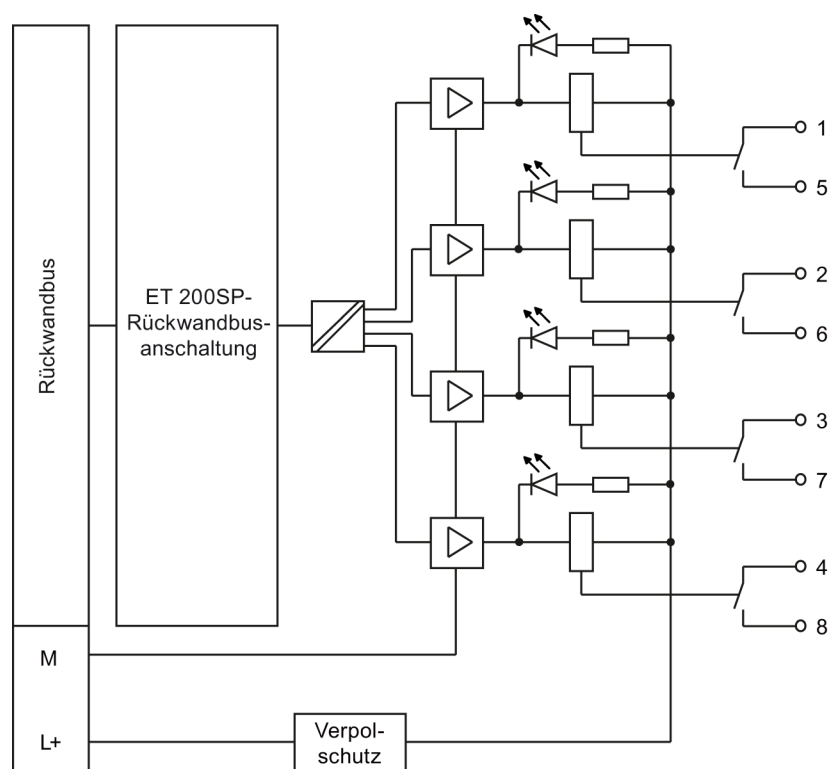 Rückwandbus
ET 200SP-
Rückwandbus-
anschaltung
1
5
2
6
3
7
4
8
M
L+
Verpol-
schutz